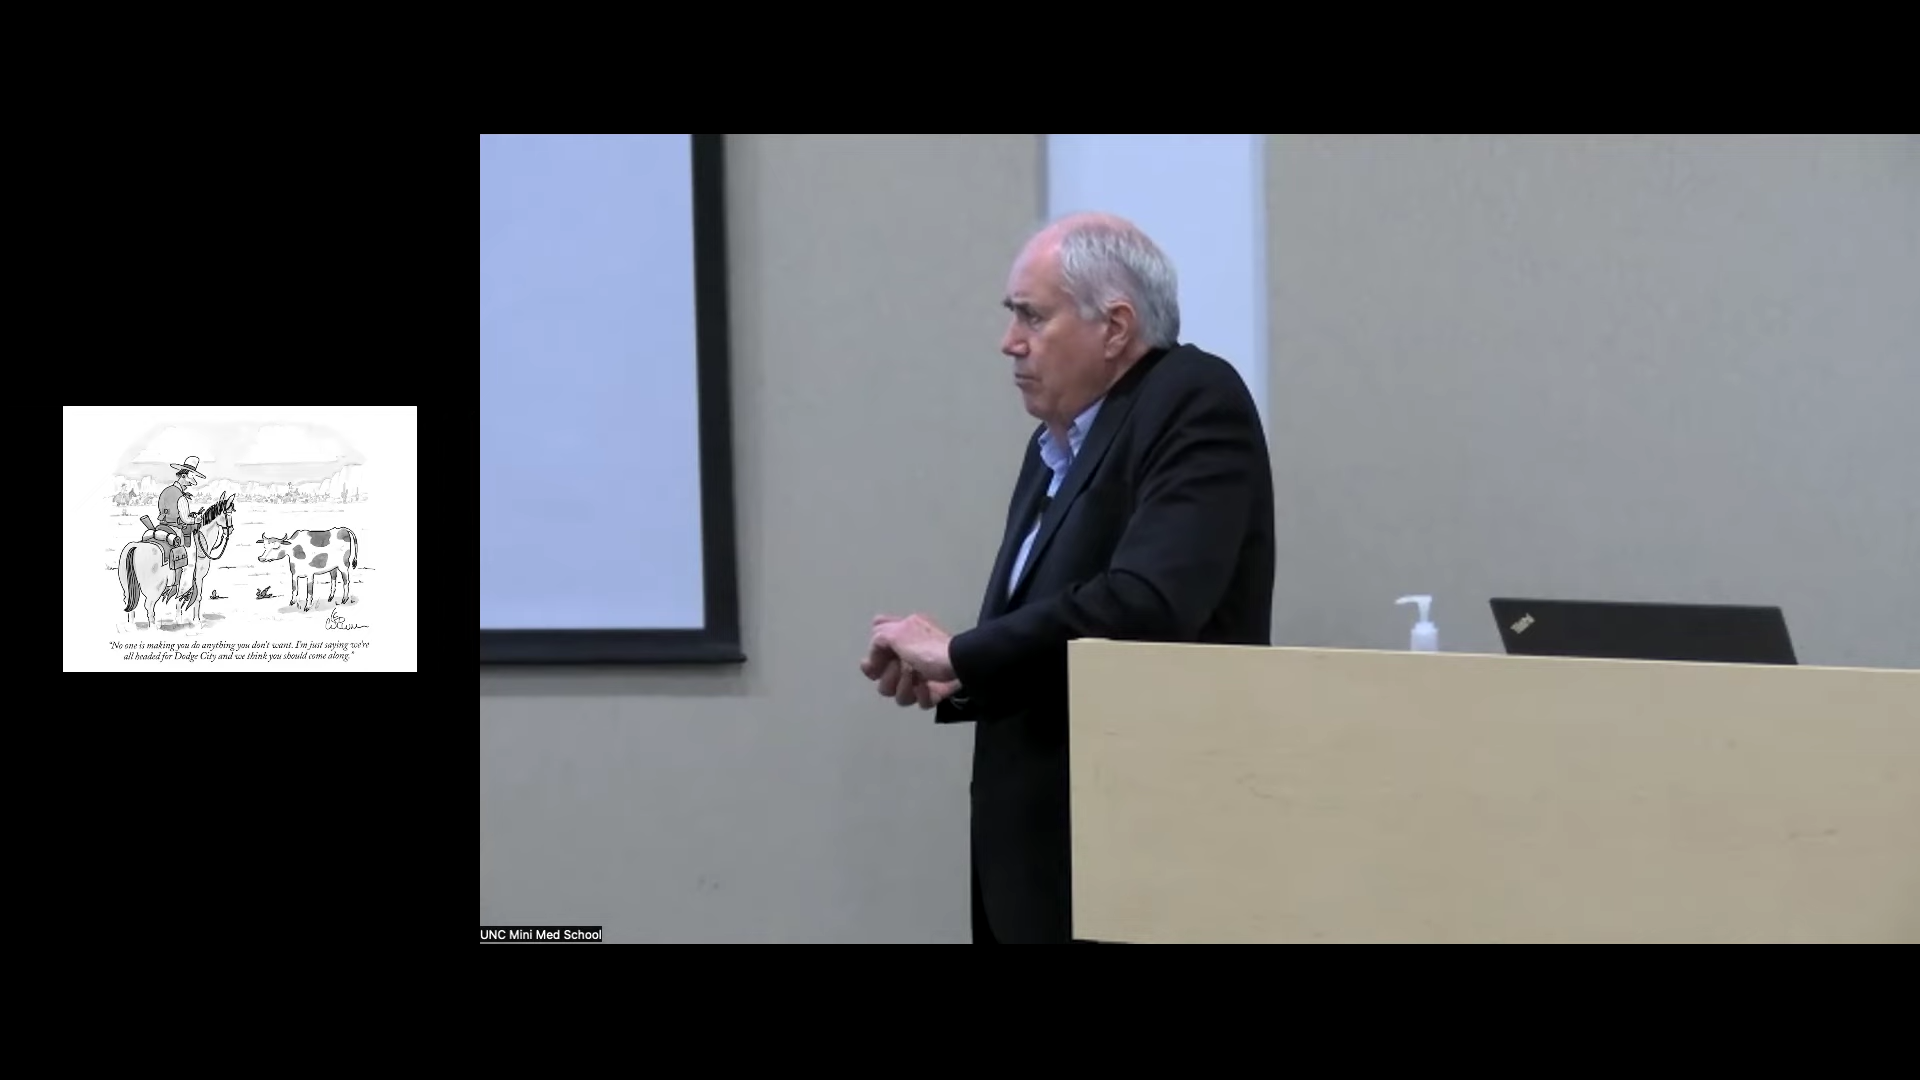 "No one is making you do anything you don't want. I'm just saying we're
all headed for Dodge City and we think you should come along."
UNC Mini Med School